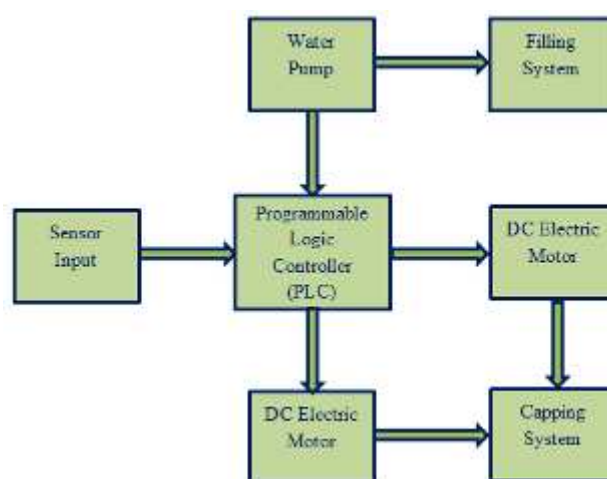 Water
Pump
Filling
System
Sensor
Input
Programmable
Logic
Controller
(PLC)
DC Electric
Motor
DC Electric
Motor
Capping
System